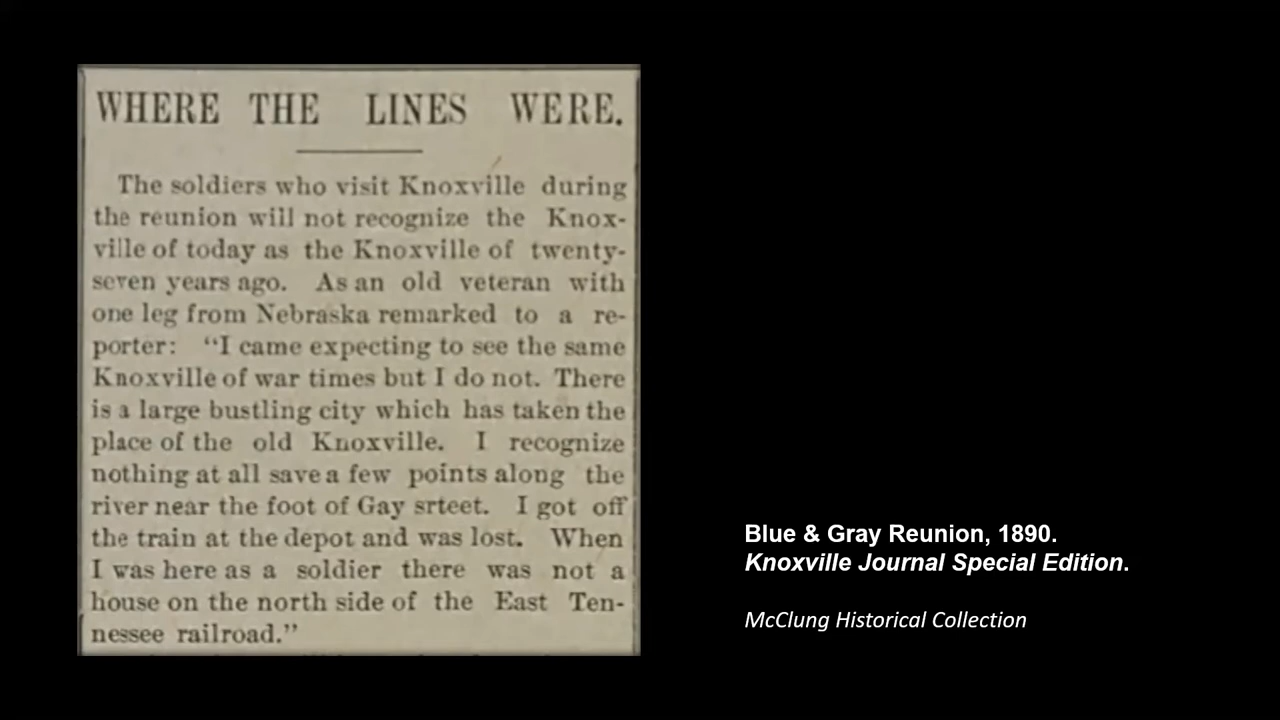 WHERE THE LINES WERE.
The soldiers who visit Knoxville during
the reunion will not recognize the Knox-
ville of today as the Knoxville of twenty-
seven years ago. As an old veteran with
one leg from Nebraska remarked to a re-
porter: “I came expecting to see the same
Knoxville of war times but I do not. There
is a large bustling city which has taken the
place of the old Knoxville. I recognize
nothing at all save a few points along the
river near the foot of Gay srteet. I got off
the train at the depot and was lost. When
I was here as a soldier there was not a
house on the north side of the East Ten-
nessee railroad.”
Blue & Gray Reunion, 1890.
Knoxville Journal Special Edition.
McClung Historical Collection